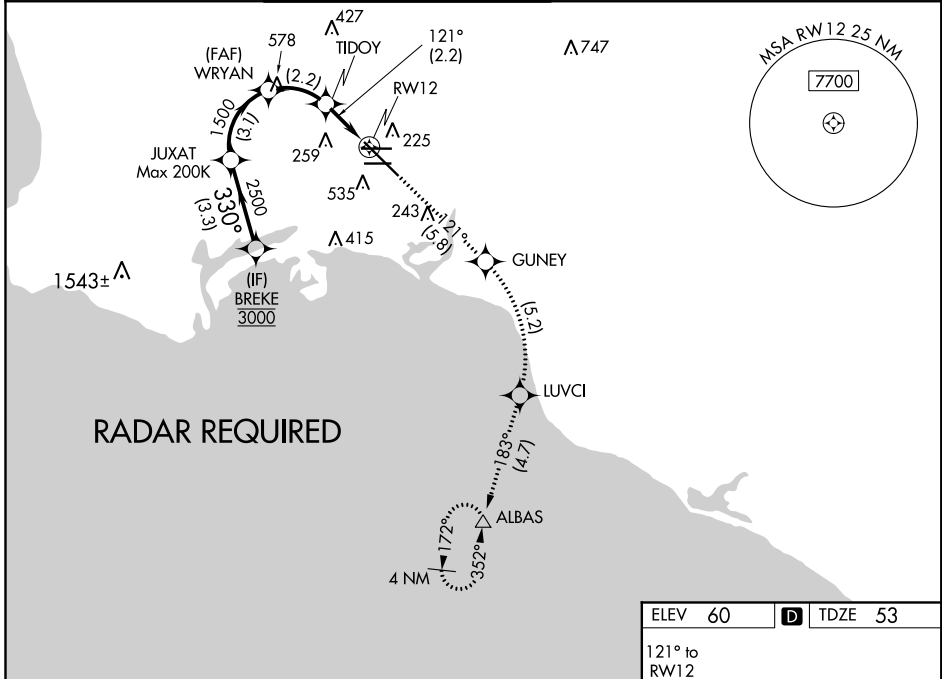 427
578
TIDOY
121°
(2.2)
747
MSA RW12 25 NM
7700
(FAF)
WRYAN
(2.2)
RW12
1500
(3.1)
225
259
JUXAT
Max 200K
535
2500
330°
(3.3)
243
121°
(5.8)
415
GUNEY
1543±
(IF)
BREKE
3000
(5.2)
LUVCI
RADAR REQUIRED
183°
(4.7)
ALBAS
172°
352°
4 NM
ELEV 60 D TDZE 53
121° to
RW12